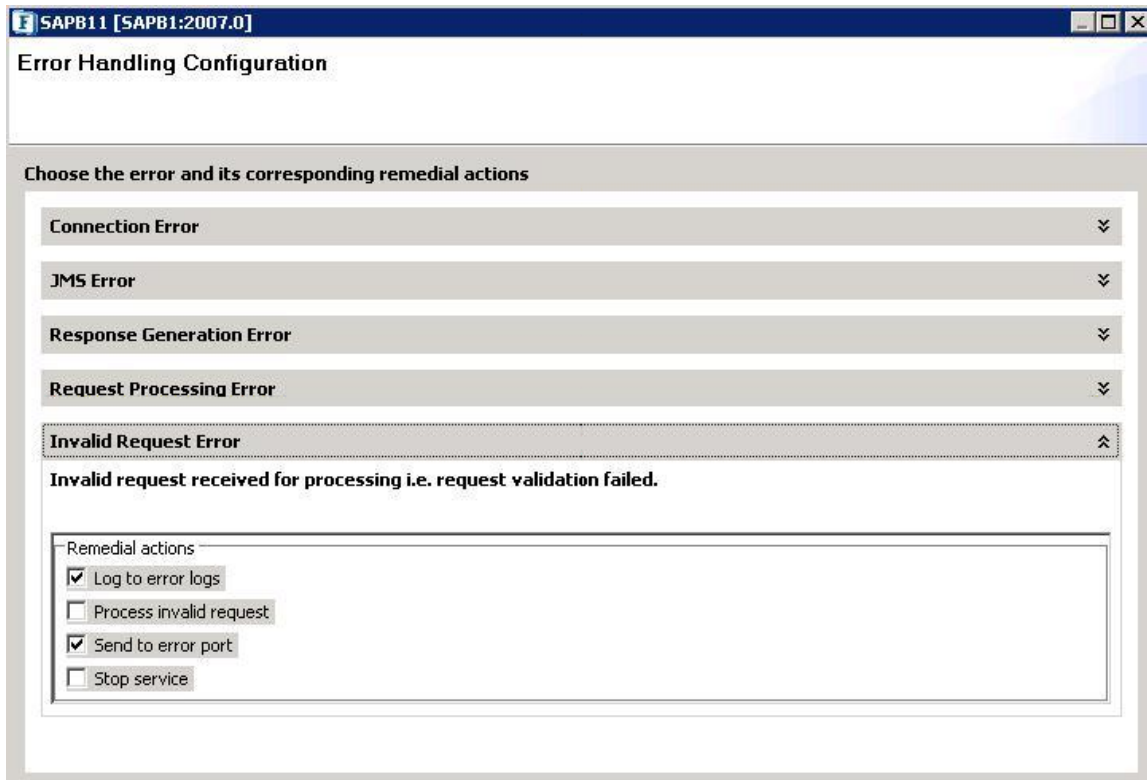 SAPB11 [SAPB1:2007.0]
Error Handling Configuration
Choose the error and its corresponding remedial actions
Connection Error
JMS Error
Response Generation Error
Request Processing Error
Invalid Request Error
Invalid request received for processing i.e. request validation failed.
Remedial actions
Log to error logs
Process invalid request
Send to error port
Stop service